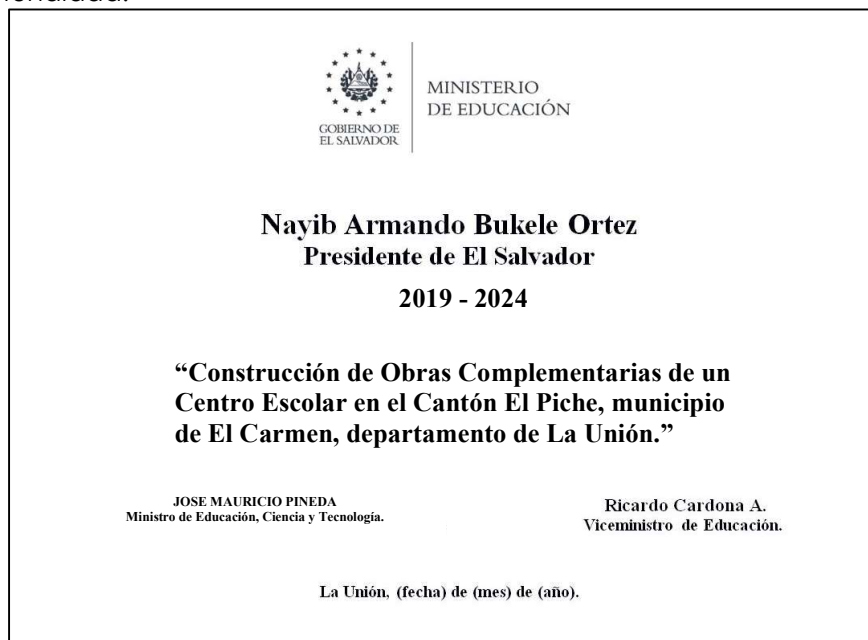 GOBIERNO DE
EL SALVADOR
MINISTERIO
DE EDUCACIÓN
Nayib Armando Bukele Ortez
Presidente de El Salvador
2019 - 2024
“Construcción de Obras Complementarias de un
Centro Escolar en el Cantón El Piche, municipio
de El Carmen, departamento de La Unión.”
JOSE MAURICIO PINEDA
Ministro de Educación, Ciencia y Tecnología.
Ricardo Cardona A.
Viceministro de Educación.
La Unión, (fecha) de (mes) de (año).